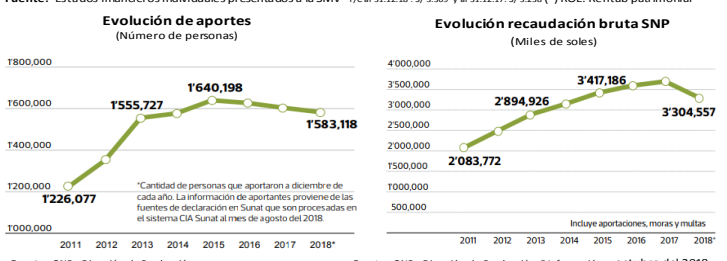 Evolución de aportes
(Número de personas)
1'800,000
1'600,000
1'400,000
1'200,000
1'000,000
1'226,077
1'555,727
1'640,198
1'583,118
*Cantidad de personas que aportaron a diciembre de
cada año. La información de aportantes proviene de las
fuentes de declaración en Sunat que son procesadas en
el sistema CIA Sunat al mes de agosto del 2018.
2011 2012 2013 2014 2015 2016 2017 2018*
Evolución recaudación bruta SNP
(Miles de soles)
4'000,000
3'500,000
3'000,000
2'500,000
2'000,000
1'500,000
1'000,000
500,000
2'083,772
2'894,926
3'417,186
3'304,557
Incluye aportaciones, moras y multas
2011 2012 2013 2014 2015 2016 2017 2018*